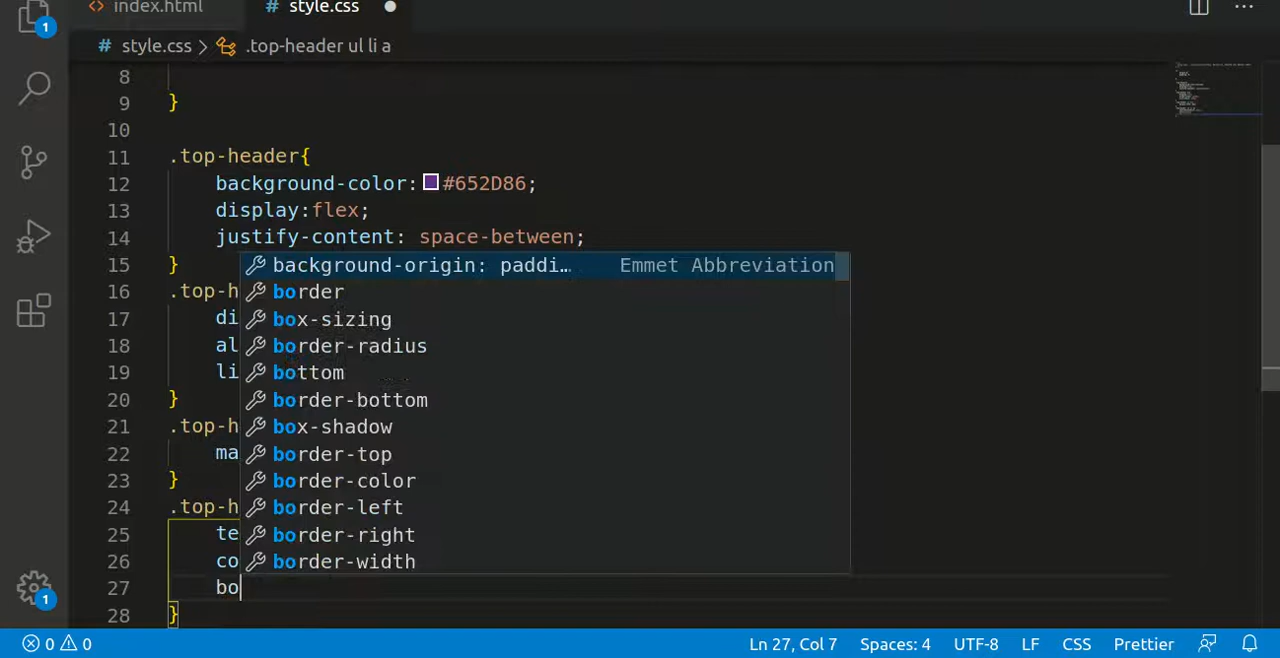 index.html # style.css
1
# style.css > .top-header ul li a
8
9 }
10
11 .top-header{
12 background-color: #652D86;
13 display:flex;
14 justify-content: space-between;
15 } background-origin: paddi… Emmet Abbreviation
16 .top-h border
17 di box-sizing
18 al border-radius
19 li bottom
20 } border-bottom
21 .top-h box-shadow
22 ma border-top
23 } border-color
24 .top-h border-left
25 te border-right
26 co border-width
27 bo
28 }
1
0 0 Ln 27, Col 7 Spaces: 4 UTF-8 LF CSS Prettier